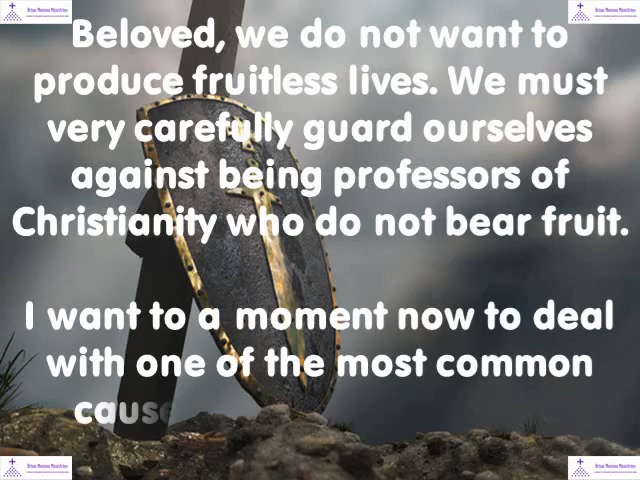 Beloved, we do not want to
produce fruitless lives. We must
very carefully guard ourselves
against being professors of
Christianity who do not bear fruit.
I want to a moment now to deal
with one of the most common
cause